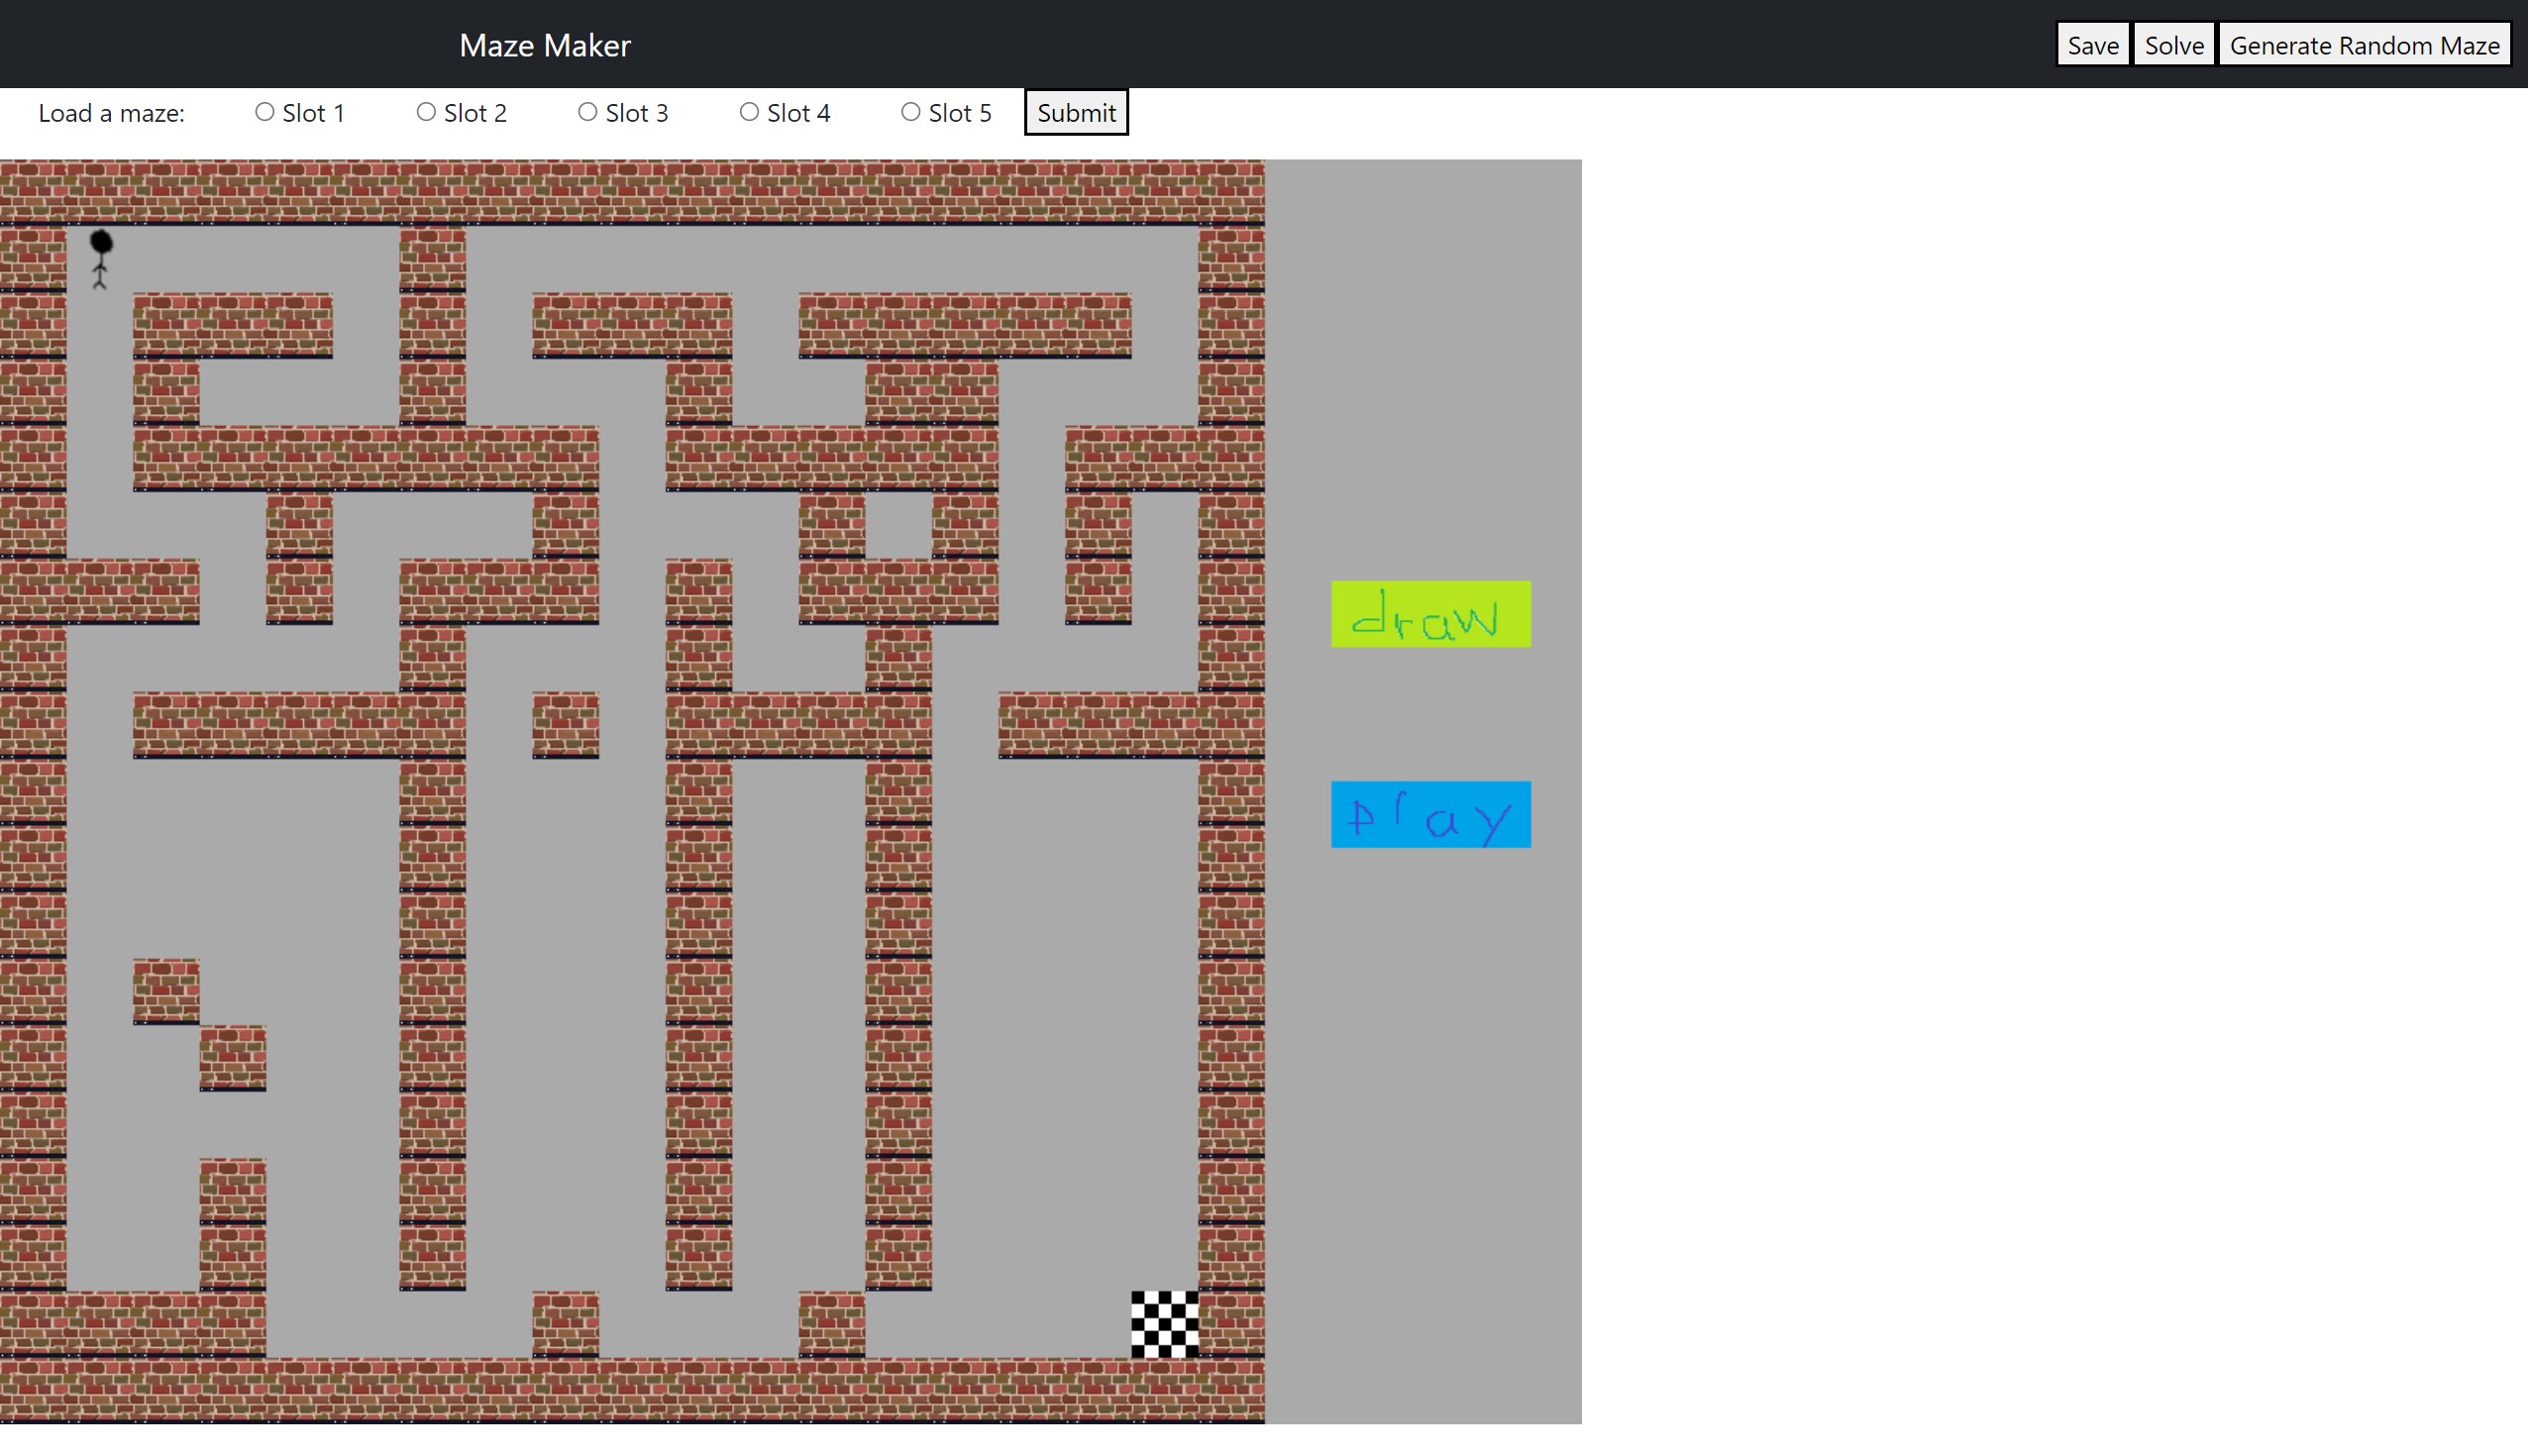 Maze Maker Save Solve Generate Random Maze
Load a maze: Slot 1 Slot 2 Slot 3 Slot 4 Slot 5 Submit
draw
play